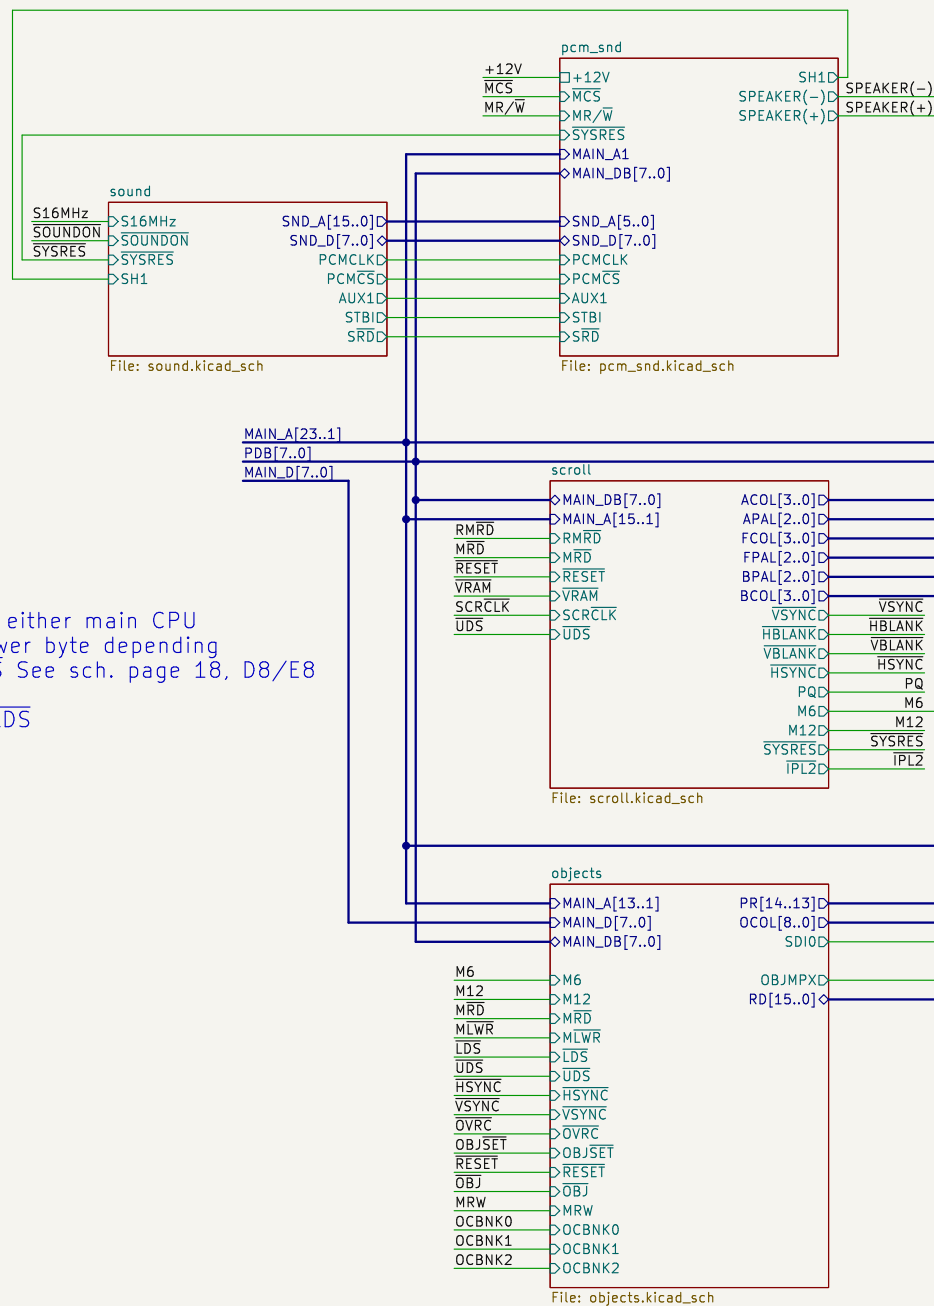 pcm_snd
+12V
MCS
MR/W
+12V
MCS
MR/W
SYSRES
MAIN_A1
MAIN_DB[7..0]
SND_A[5..0]
SND_D[7..0]
PCMCLK
PCMCS
AUX1
STBI
SRD
SH1
SPEAKER(-)
SPEAKER(+)
SPEAKER(-)
SPEAKER(+)
File: pcm_snd.kicad_sch
sound
S16MHz
SOUNDON
SYSRES
S16MHz
SOUNDON
SYSRES
SH1
SND_A[15..0]
SND_D[7..0]
PCMCLK
PCMCS
AUX1
STBI
SRD
File: sound.kicad_sch
MAIN_A[23..1]
PDB[7..0]
MAIN_D[7..0]
scroll
RMRD
MRD
RESET
VRAM
SCRCLK
UDS
MAIN_DB[7..0]
MAIN_A[15..1]
RMRD
MRD
RESET
VRAM
SCRCLK
UDS
ACOL[3..0]
APAL[2..0]
FCOL[3..0]
FPAL[2..0]
BPAL[2..0]
BCOL[3..0]
VSYNC
HBLANK
VBLANK
HSYNC
PQ
M6
M12
SYSRES
IPL2
VSYNC
HBLANK
VBLANK
HSYNC
PQ
M6
M12
SYSRES
IPL2
File: scroll.kicad_sch
either main CPU
wer byte depending
S See sch. page 18, D8/E8
LDS
objects
M6
M12
MRD
MLWR
LDS
UDS
HSYNC
VSYNC
OVRC
OBJSET
RESET
OBJ
MRW
OCBNK0
OCBNK1
OCBNK2
MAIN_A[13..1]
MAIN_D[7..0]
MAIN_DB[7..0]
M6
M12
MRD
MLWR
LDS
UDS
HSYNC
VSYNC
OVRC
OBJSET
RESET
OBJ
MRW
OCBNK0
OCBNK1
OCBNK2
PR[14..13]
OCOL[8..0]
SDI0
OBJMPX
RD[15..0]
File: objects.kicad_sch